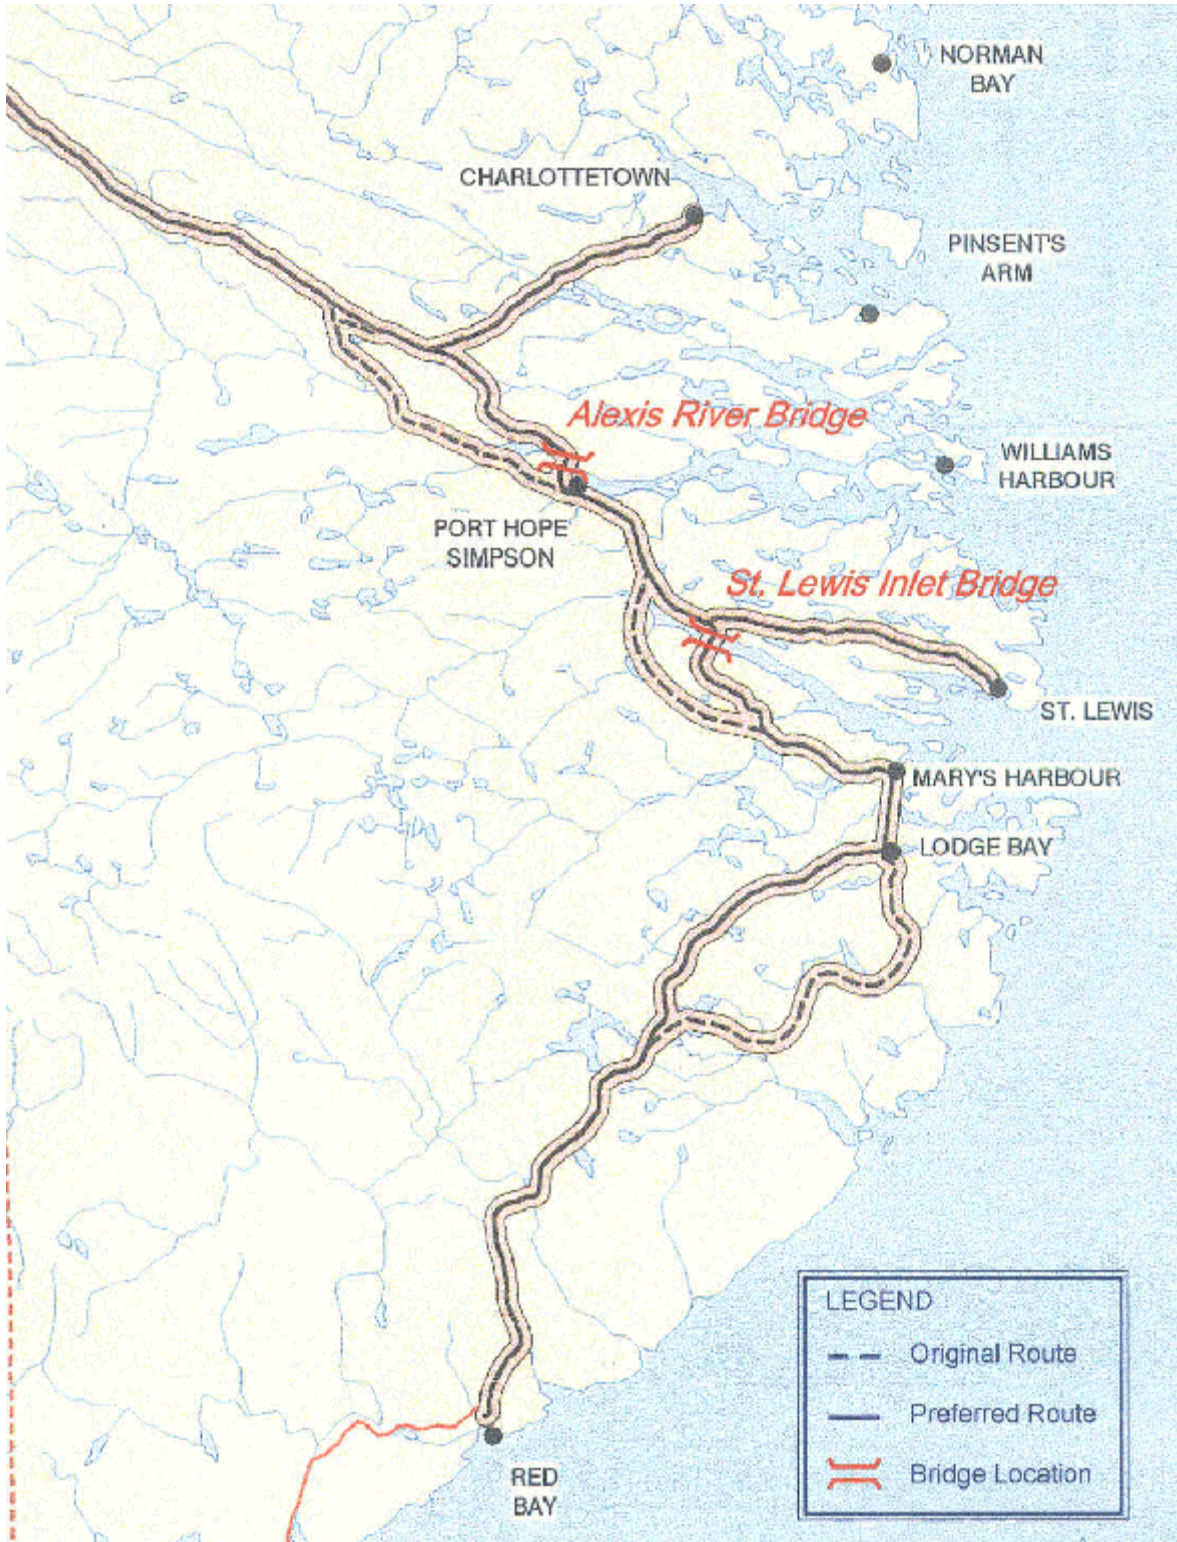 NORMAN
BAY
CHARLOTTETOWN
PINSENT'S
ARM
Alexis River Bridge
WILLIAMS
HARBOUR
PORT HOPE
SIMPSON
St. Lewis Inlet Bridge
ST. LEWIS
MARY'S HARBOUR
LODGE BAY
LEGEND
Original Route
Preferred Route
Bridge Location
RED
BAY